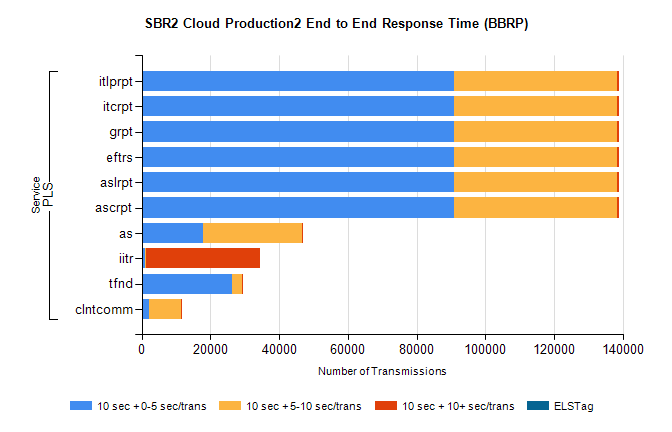 SBR2 Cloud Production2 End to End Response Time (BBRP)
itlprpt
itcrpt
grpt
eftrs
aslrpt
ascrpt
as
iitr
tfnd
clntcomm
Service
PLS
0 20000 40000 60000 80000 100000 120000 140000
Number of Transmissions
10 sec +0-5 sec/trans 10 sec +5-10 sec/trans 10 sec + 10+ sec/trans ELSTag